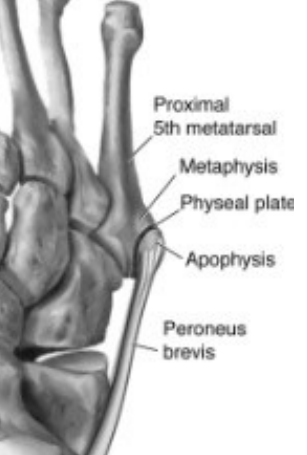 Proximal
5th metatarsal
Metaphysis
Physeal plate
Apophysis
Peroneus
brevis